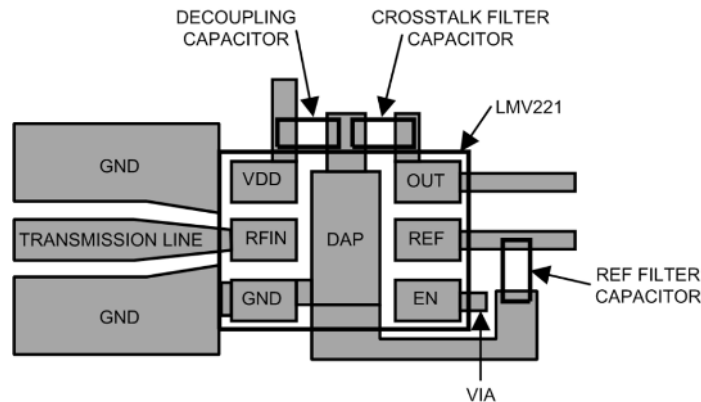 DECOUPLING
CAPACITOR
CROSSTALK FILTER
CAPACITOR
LMV221
GND
VDD
OUT
TRANSMISSION LINE
RFIN
DAP
REF
REF FILTER
CAPACITOR
GND
GND
EN
VIA